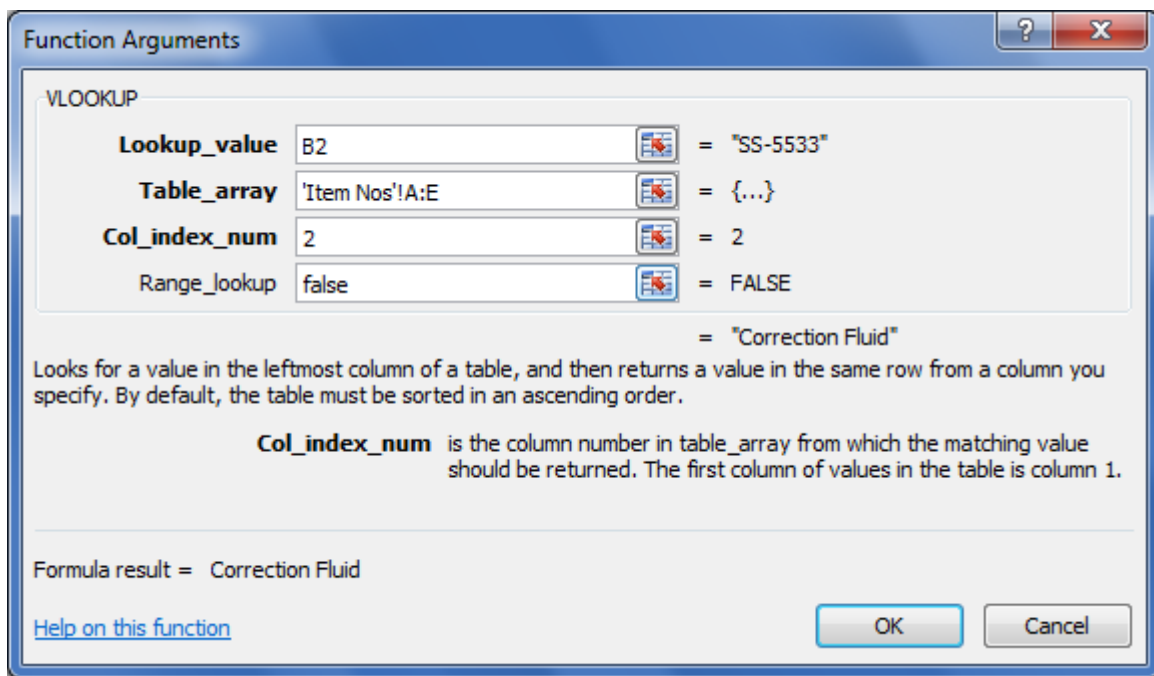 Function Arguments
VLOOKUP
Lookup_value B2 = "SS-5533"
Table_array 'Item Nos'!A:E = {...}
Col_index_num 2 = 2
Range_lookup false = FALSE
= "Correction Fluid"
Looks for a value in the leftmost column of a table, and then returns a value in the same row from a column you
specify. By default, the table must be sorted in an ascending order.
Col_index_num is the column number in table_array from which the matching value
should be returned. The first column of values in the table is column 1.
Formula result = Correction Fluid
Help on this function OK Cancel